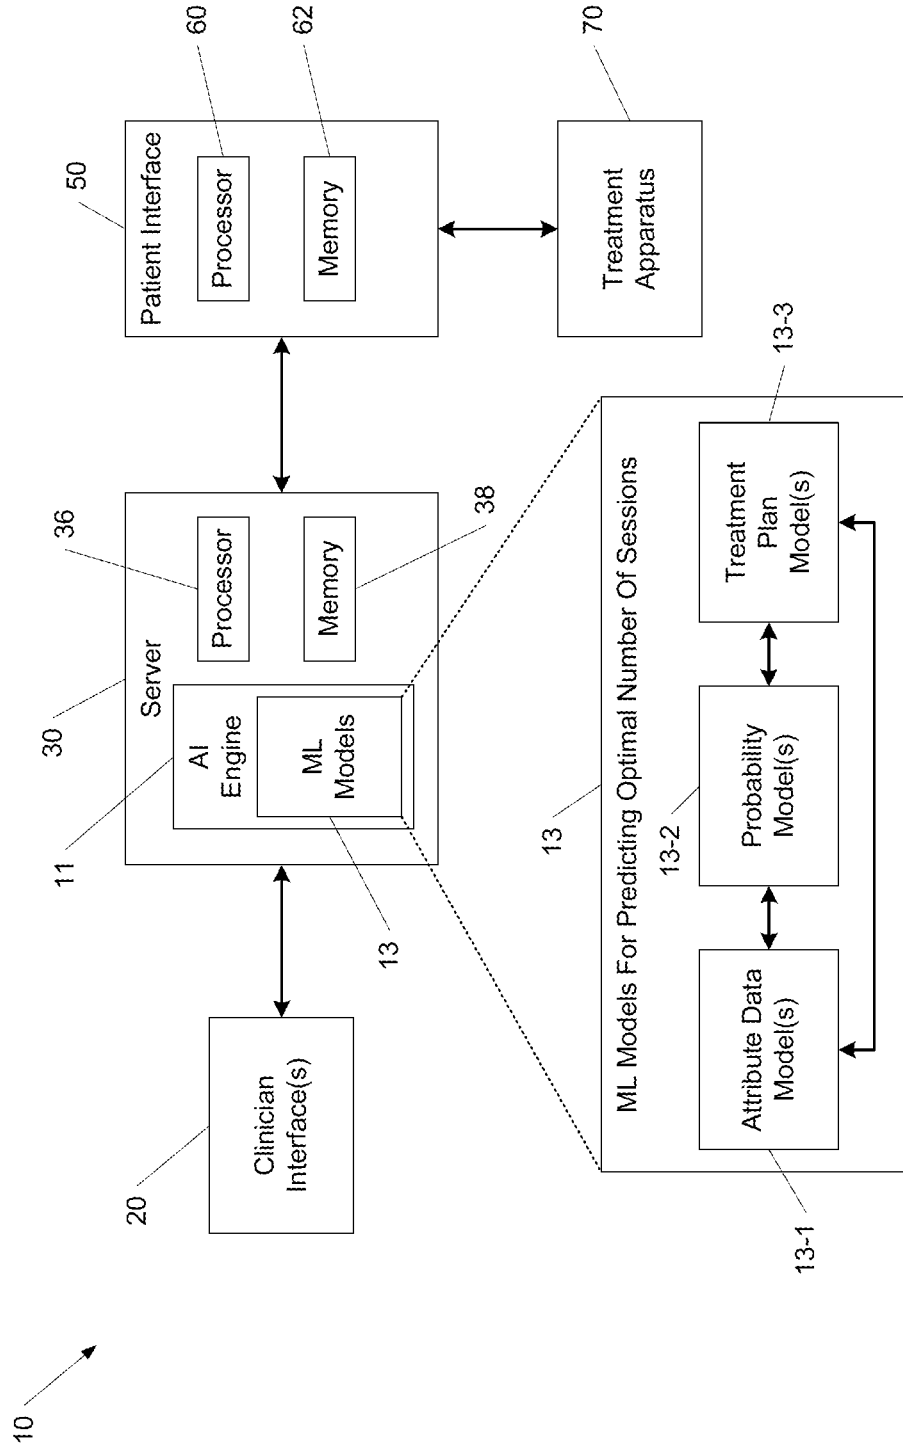 10
20
Clinician
Interface(s)
30
Server
11
AI
Engine
ML
Models
13
36
Processor
Memory
38
50
Patient Interface
60
Processor
62
Memory
70
Treatment
Apparatus
13
ML Models For Predicting Optimal Number Of Sessions
13-1
Attribute Data
Model(s)
13-2
Probability
Model(s)
13-3
Treatment
Plan
Model(s)